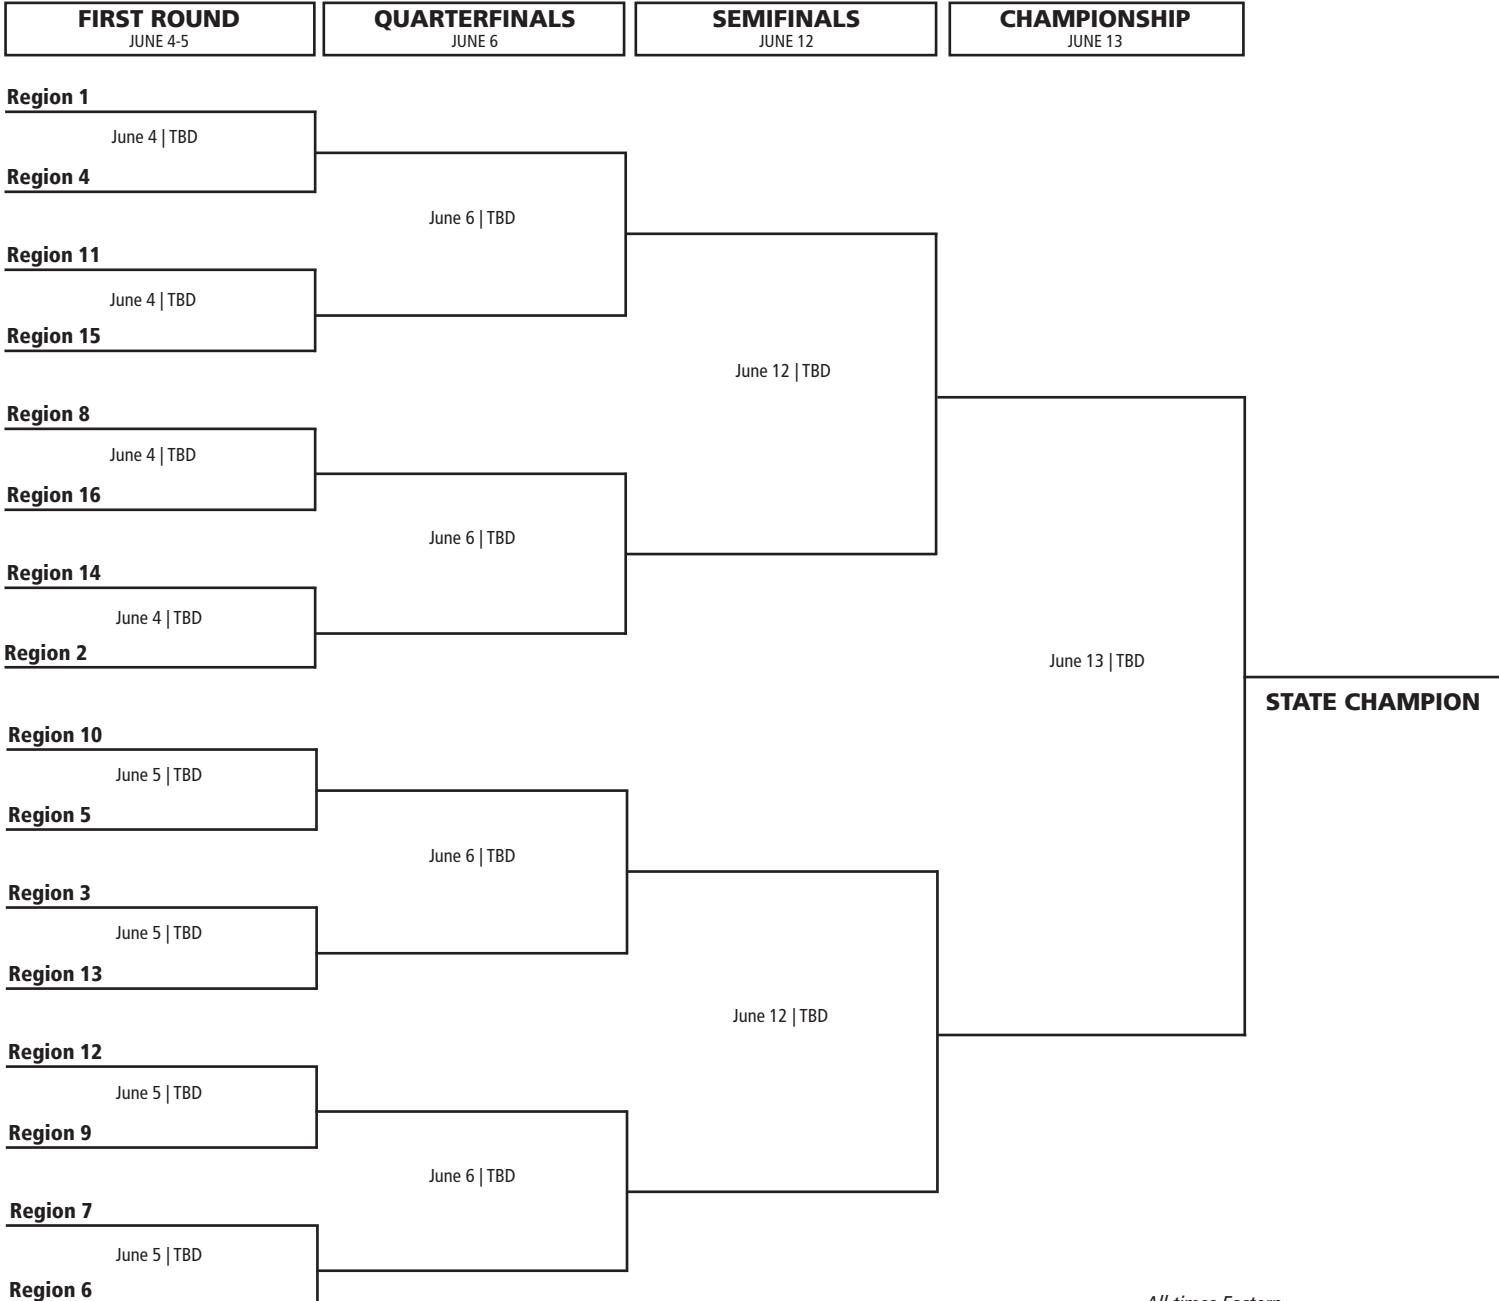 FIRST ROUND
JUNE 4-5
QUARTERFINALS
JUNE 6
SEMIFINALS
JUNE 12
CHAMPIONSHIP
JUNE 13
Region 1
June 4 | TBD
Region 4
June 6 | TBD
Region 11
June 4 | TBD
Region 15
June 12 | TBD
Region 8
June 4 | TBD
Region 16
June 6 | TBD
Region 14
June 4 | TBD
Region 2
June 13 | TBD
STATE CHAMPION
Region 10
June 5 | TBD
Region 5
June 6 | TBD
Region 3
June 5 | TBD
Region 13
June 12 | TBD
Region 12
June 5 | TBD
Region 9
June 6 | TBD
Region 7
June 5 | TBD
Region 6
All times Eastern